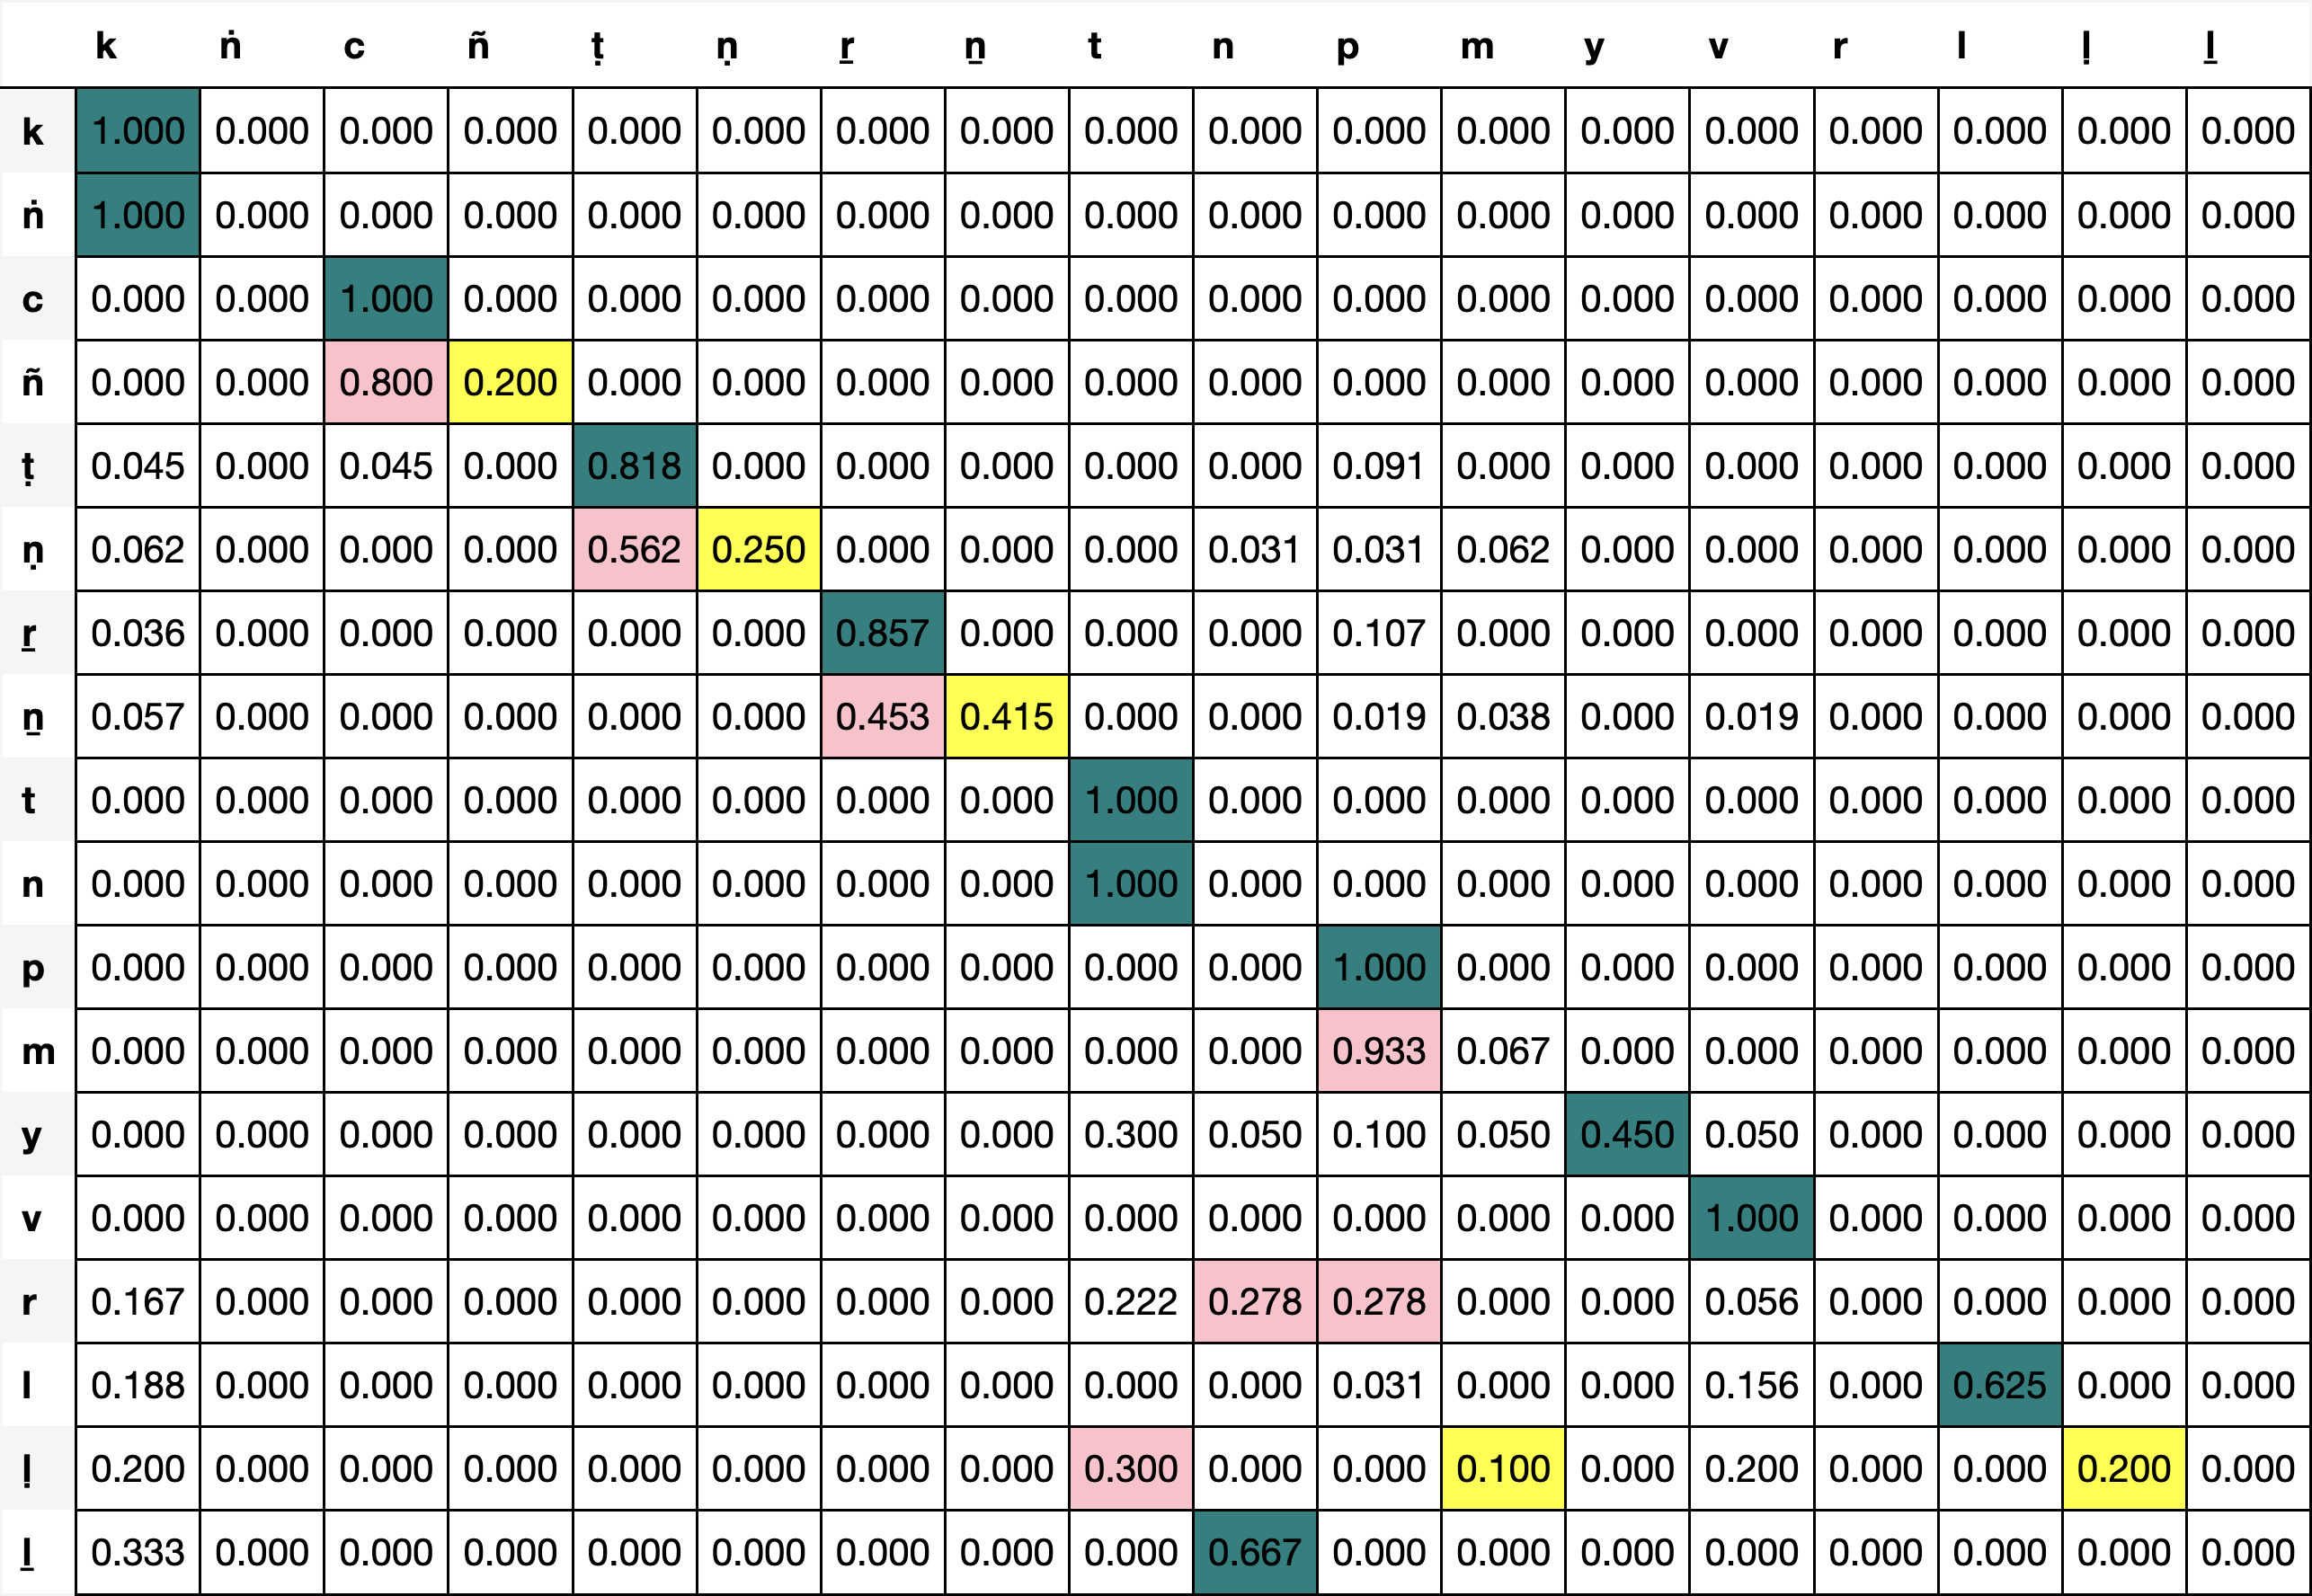 k ṅ c ñ ṭ ṇ ṟ ṉ t n p m y v r l ḷ ḻ
k 1.000 0.000 0.000 0.000 0.000 0.000 0.000 0.000 0.000 0.000 0.000 0.000 0.000 0.000 0.000 0.000 0.000 0.000
ṅ 1.000 0.000 0.000 0.000 0.000 0.000 0.000 0.000 0.000 0.000 0.000 0.000 0.000 0.000 0.000 0.000 0.000 0.000
c 0.000 0.000 1.000 0.000 0.000 0.000 0.000 0.000 0.000 0.000 0.000 0.000 0.000 0.000 0.000 0.000 0.000 0.000
ñ 0.000 0.000 0.800 0.200 0.000 0.000 0.000 0.000 0.000 0.000 0.000 0.000 0.000 0.000 0.000 0.000 0.000 0.000
ṭ 0.045 0.000 0.045 0.000 0.818 0.000 0.000 0.000 0.000 0.000 0.091 0.000 0.000 0.000 0.000 0.000 0.000 0.000
ṇ 0.062 0.000 0.000 0.000 0.562 0.250 0.000 0.000 0.000 0.031 0.031 0.062 0.000 0.000 0.000 0.000 0.000 0.000
ṟ 0.036 0.000 0.000 0.000 0.000 0.000 0.857 0.000 0.000 0.000 0.107 0.000 0.000 0.000 0.000 0.000 0.000 0.000
ṉ 0.057 0.000 0.000 0.000 0.000 0.000 0.453 0.415 0.000 0.000 0.019 0.038 0.000 0.019 0.000 0.000 0.000 0.000
t 0.000 0.000 0.000 0.000 0.000 0.000 0.000 0.000 1.000 0.000 0.000 0.000 0.000 0.000 0.000 0.000 0.000 0.000
n 0.000 0.000 0.000 0.000 0.000 0.000 0.000 0.000 1.000 0.000 0.000 0.000 0.000 0.000 0.000 0.000 0.000 0.000
p 0.000 0.000 0.000 0.000 0.000 0.000 0.000 0.000 0.000 0.000 1.000 0.000 0.000 0.000 0.000 0.000 0.000 0.000
m 0.000 0.000 0.000 0.000 0.000 0.000 0.000 0.000 0.000 0.000 0.933 0.067 0.000 0.000 0.000 0.000 0.000 0.000
y 0.000 0.000 0.000 0.000 0.000 0.000 0.000 0.000 0.300 0.050 0.100 0.050 0.450 0.050 0.000 0.000 0.000 0.000
v 0.000 0.000 0.000 0.000 0.000 0.000 0.000 0.000 0.000 0.000 0.000 0.000 0.000 1.000 0.000 0.000 0.000 0.000
r 0.167 0.000 0.000 0.000 0.000 0.000 0.000 0.000 0.222 0.278 0.278 0.000 0.000 0.056 0.000 0.000 0.000 0.000
l 0.188 0.000 0.000 0.000 0.000 0.000 0.000 0.000 0.000 0.000 0.031 0.000 0.000 0.156 0.000 0.625 0.000 0.000
ḷ 0.200 0.000 0.000 0.000 0.000 0.000 0.000 0.000 0.300 0.000 0.000 0.100 0.000 0.200 0.000 0.000 0.200 0.000
ḻ 0.333 0.000 0.000 0.000 0.000 0.000 0.000 0.000 0.000 0.667 0.000 0.000 0.000 0.000 0.000 0.000 0.000 0.000